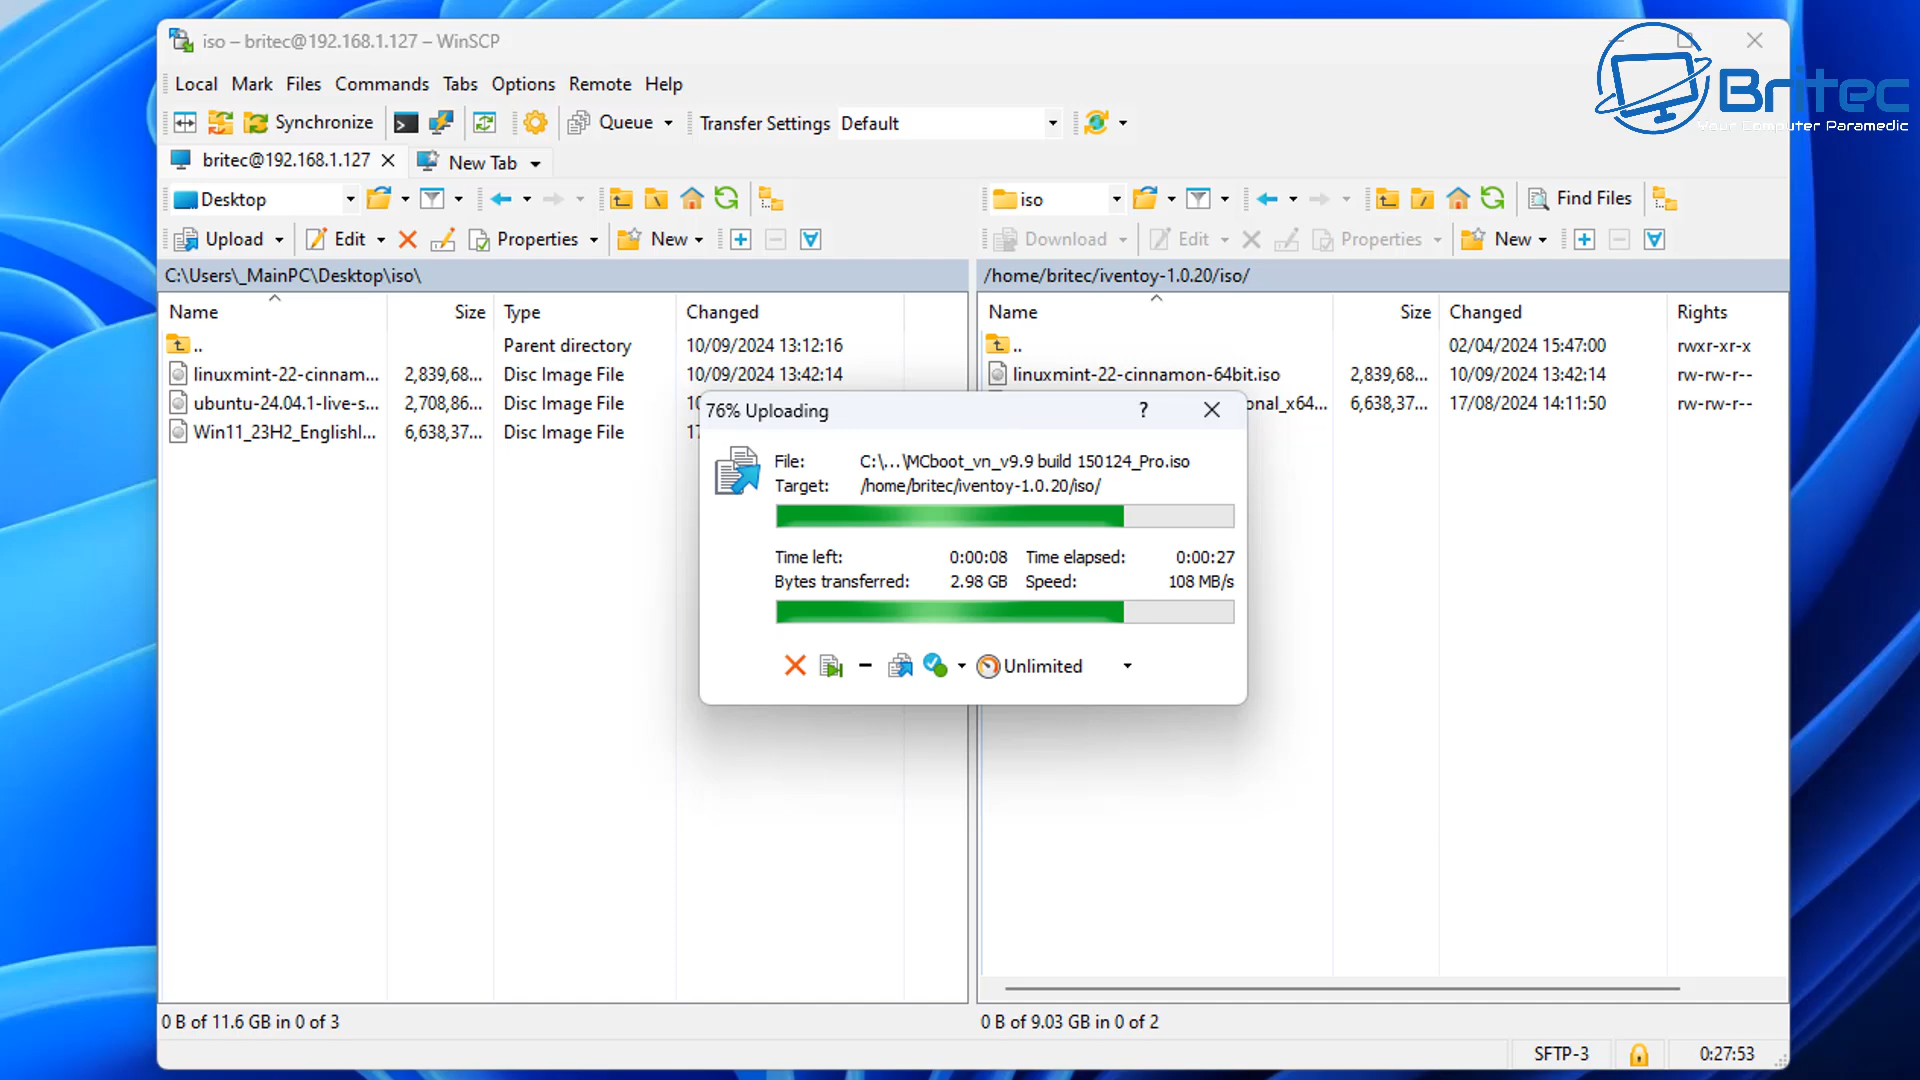 iso – britec@192.168.1.127 – WinSCP
Britec
Your Computer Paramedic
Local Mark Files Commands Tabs Options Remote Help
Synchronize Queue Transfer Settings Default
britec@192.168.1.127 New Tab
Desktop
iso Find Files
Upload Edit Properties New
Download Edit Properties New
C:\Users\_MainPC\Desktop\iso\
/home/britec/iventoy-1.0.20/iso/
Name Size Type Changed
.. Parent directory 10/09/2024 13:12:16
linuxmint-22-cinnam... 2,839,68... Disc Image File 10/09/2024 13:42:14
ubuntu-24.04.1-live-s... 2,708,86... Disc Image File
Win11_23H2_Englishl... 6,638,37... Disc Image File
Name Size Changed Rights
.. 02/04/2024 15:47:00 rwxr-xr-x
linuxmint-22-cinnamon-64bit.iso 2,839,68... 10/09/2024 13:42:14 rw-rw-r--
onal_x64... 6,638,37... 17/08/2024 14:11:50 rw-rw-r--
76% Uploading ?
File: C:\...\MCboot_vn_v9.9 build 150124_Pro.iso
Target: /home/britec/iventoy-1.0.20/iso/
Time left: 0:00:08 Time elapsed: 0:00:27
Bytes transferred: 2.98 GB Speed: 108 MB/s
Unlimited
0 B of 11.6 GB in 0 of 3
0 B of 9.03 GB in 0 of 2
SFTP-3 0:27:53